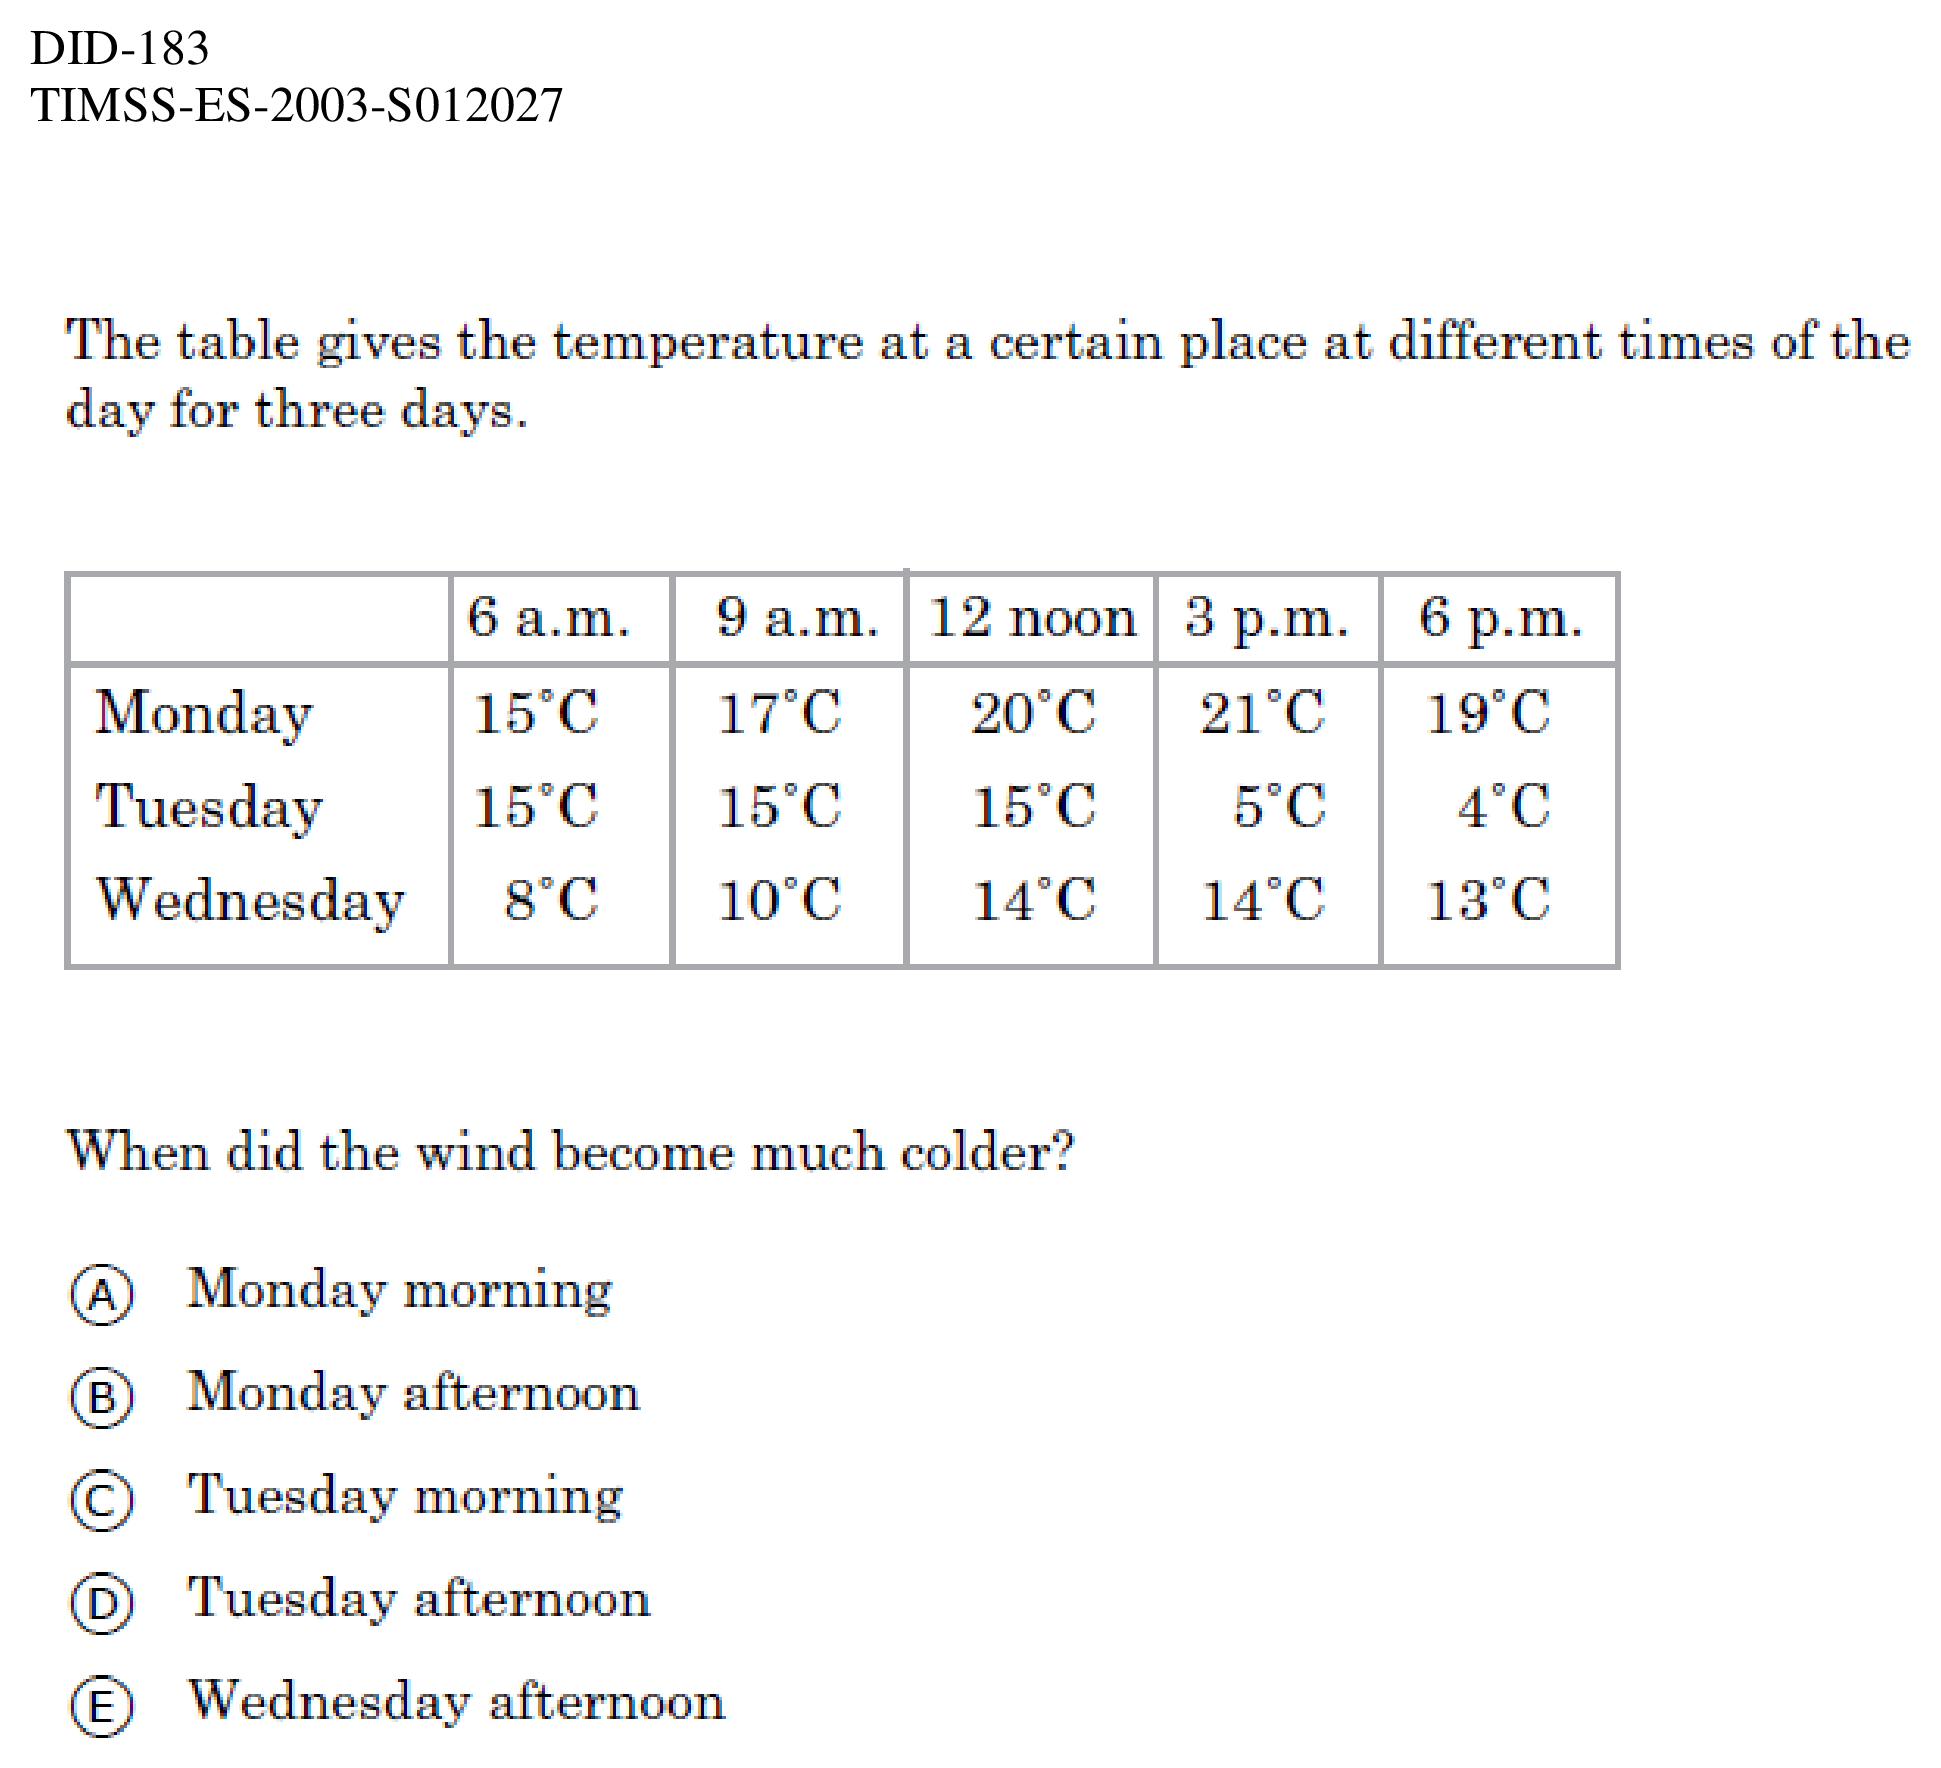 DID-183
TIMSS-ES-2003-S012027
The table gives the temperature at a certain place at different times of the
day for three days.
6 a.m. 9 a.m. 12 noon 3 p.m. 6 p.m.
Monday 15°C 17°C 20°C 21°C 19°C
Tuesday 15°C 15°C 15°C 5°C 4°C
Wednesday 8°C 10°C 14°C 14°C 13°C
When did the wind become much colder?
A Monday morning
B Monday afternoon
C Tuesday morning
D Tuesday afternoon
E Wednesday afternoon